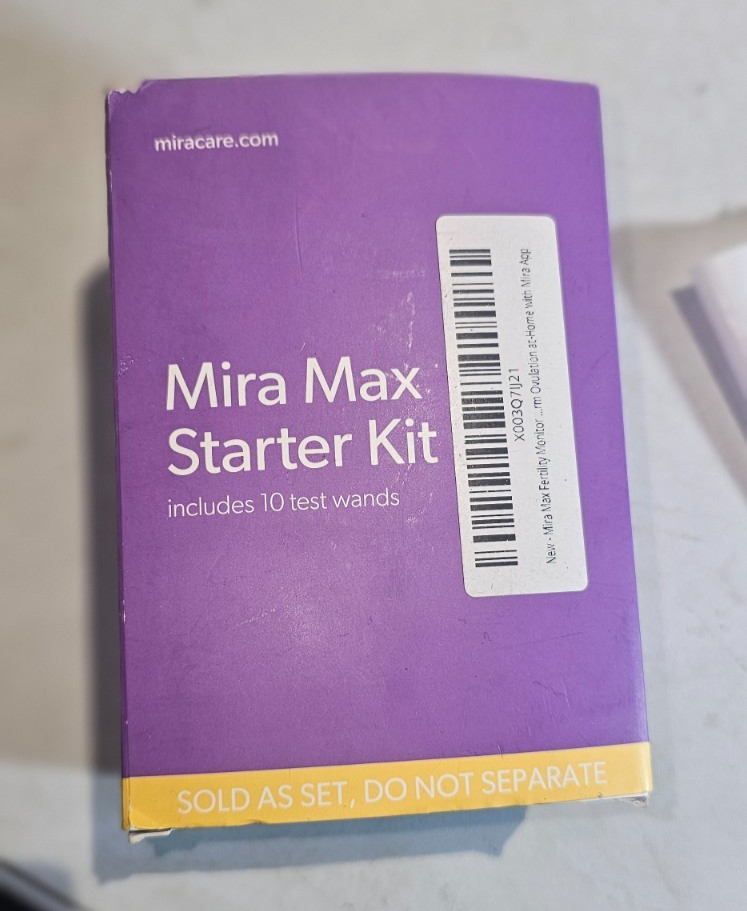 miracare.com
Mira Max
Starter Kit
includes 10 test wands
X003Q7IJ21
New - Mira Max Fertility Monitor ...rm Ovulation at-Home with Mira App
SOLD AS SET, DO NOT SEPARATE